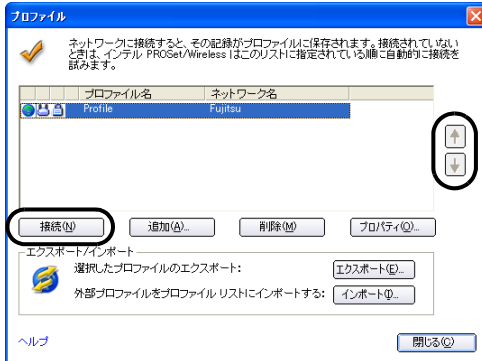 プロファイル
ネットワークに接続すると、その記録がプロファイルに保存されます。接続されていない
ときは、インテル PROSet/Wireless はこのリストに指定されている順に自動的に接続を
試みます。
プロファイル名 ネットワーク名
Profile Fujitsu
接続(N) 追加(A)... 削除(M) プロパティ(O)...
エクスポート/インポート
選択したプロファイルのエクスポート: エクスポート(E)...
外部プロファイルをプロファイル リストにインポートする: インポート(I)...
ヘルプ 閉じる(C)